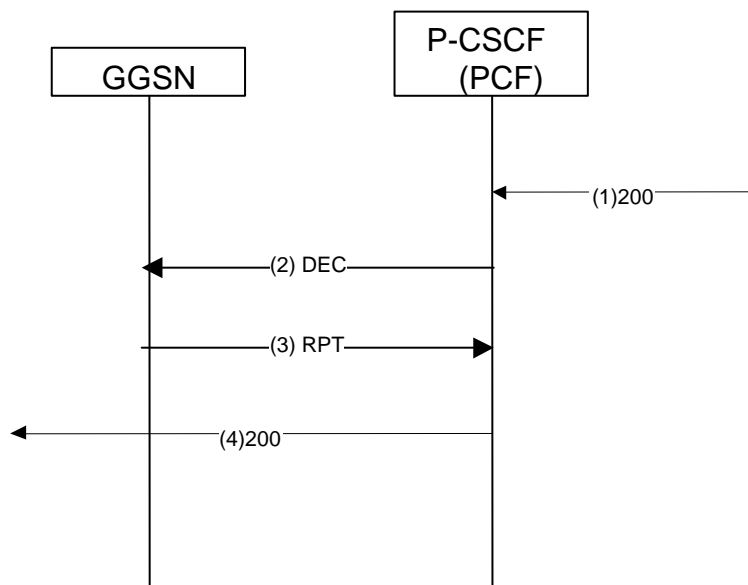 GGSN
P-CSCF
(PCF)
(1)200
(2) DEC
(3) RPT
(4)200